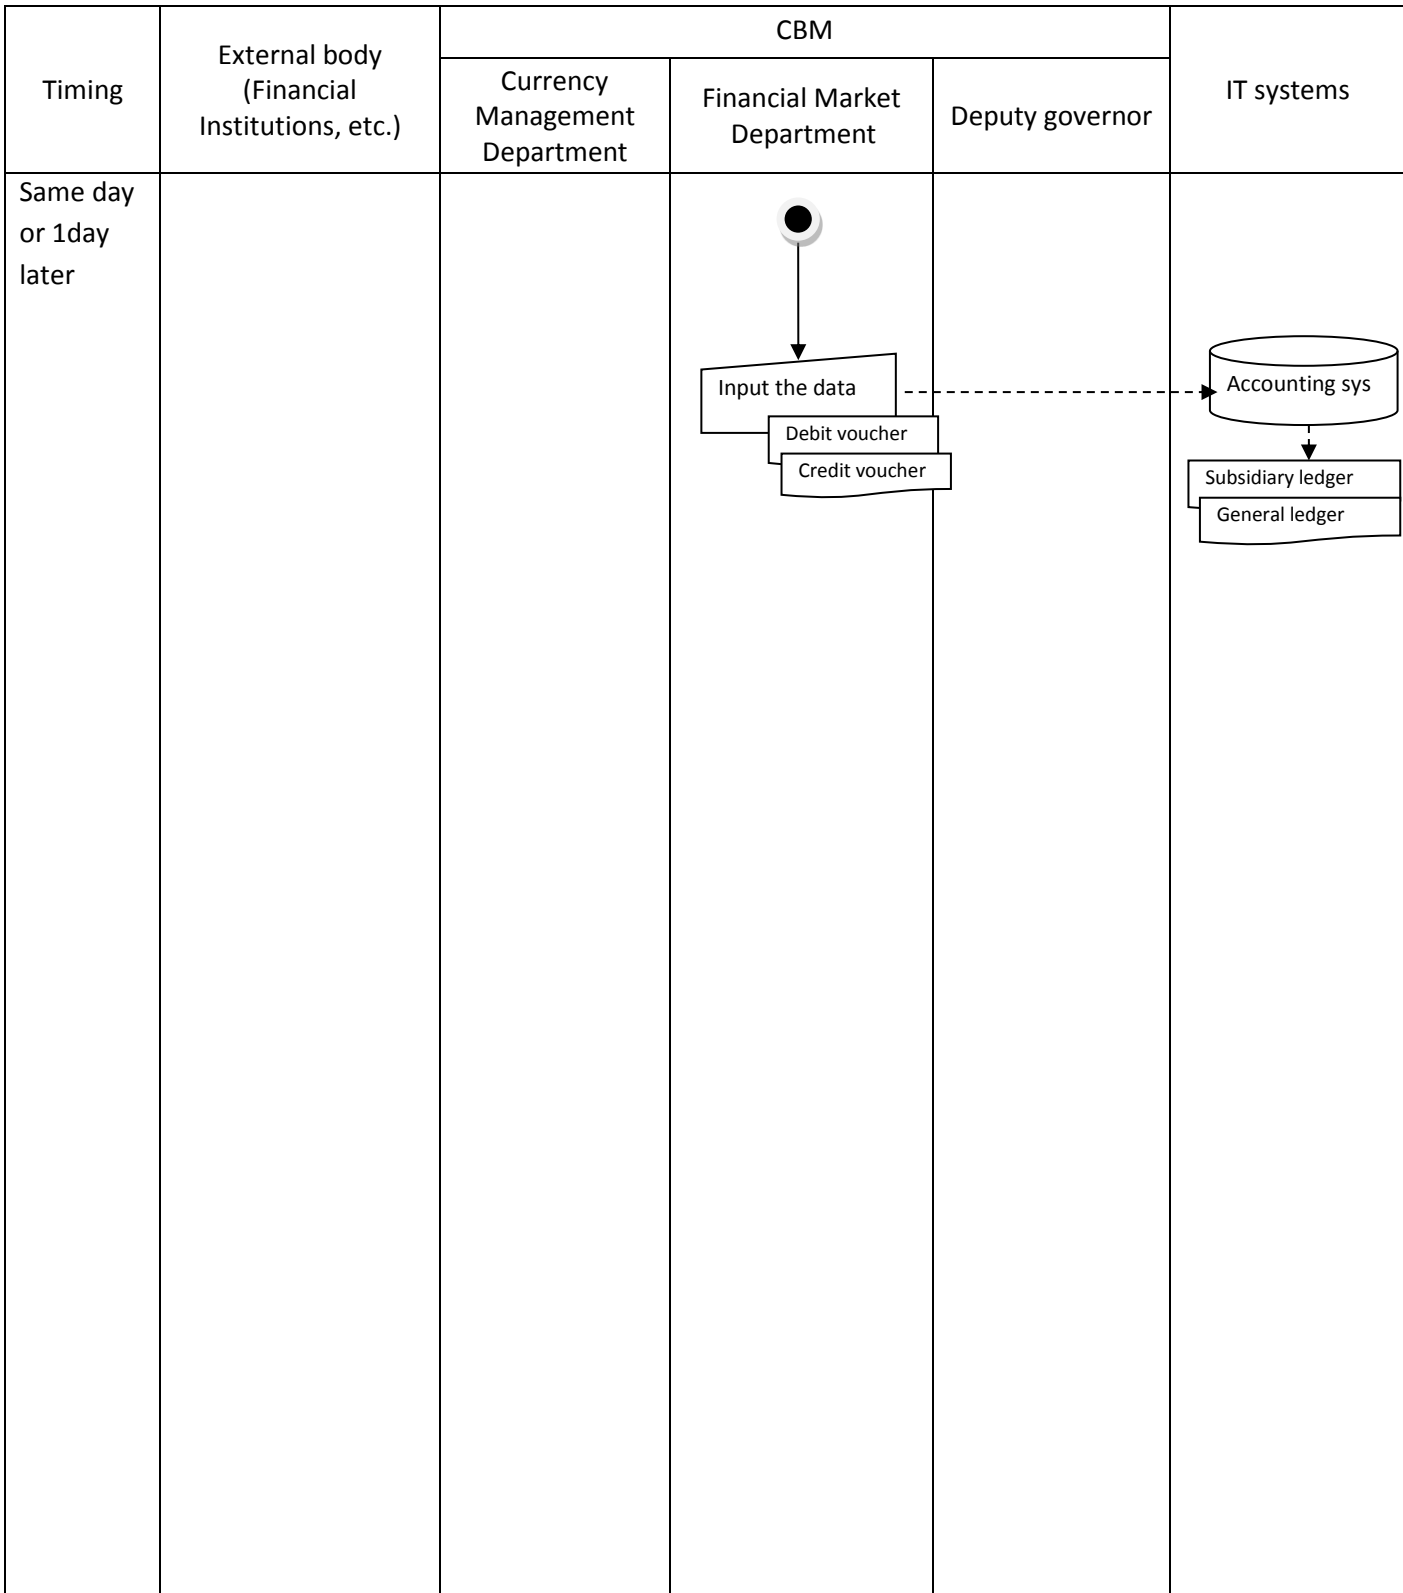 Timing
External body
(Financial
Institutions, etc.)
CBM
Currency
Management
Department
Financial Market
Department
Deputy governor
IT systems
Same day
or 1day
later
Input the data
Debit voucher
Credit voucher
Accounting sys
Subsidiary ledger
General ledger